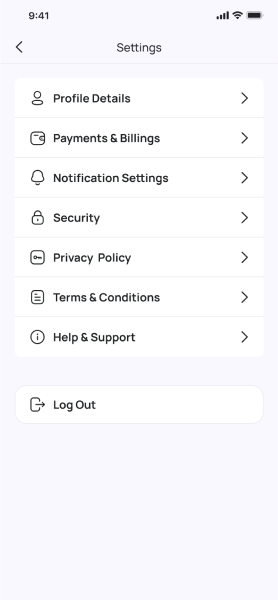 9:41
Settings
Profile Details
Payments & Billings
Notification Settings
Security
Privacy Policy
Terms & Conditions
Help & Support
Log Out